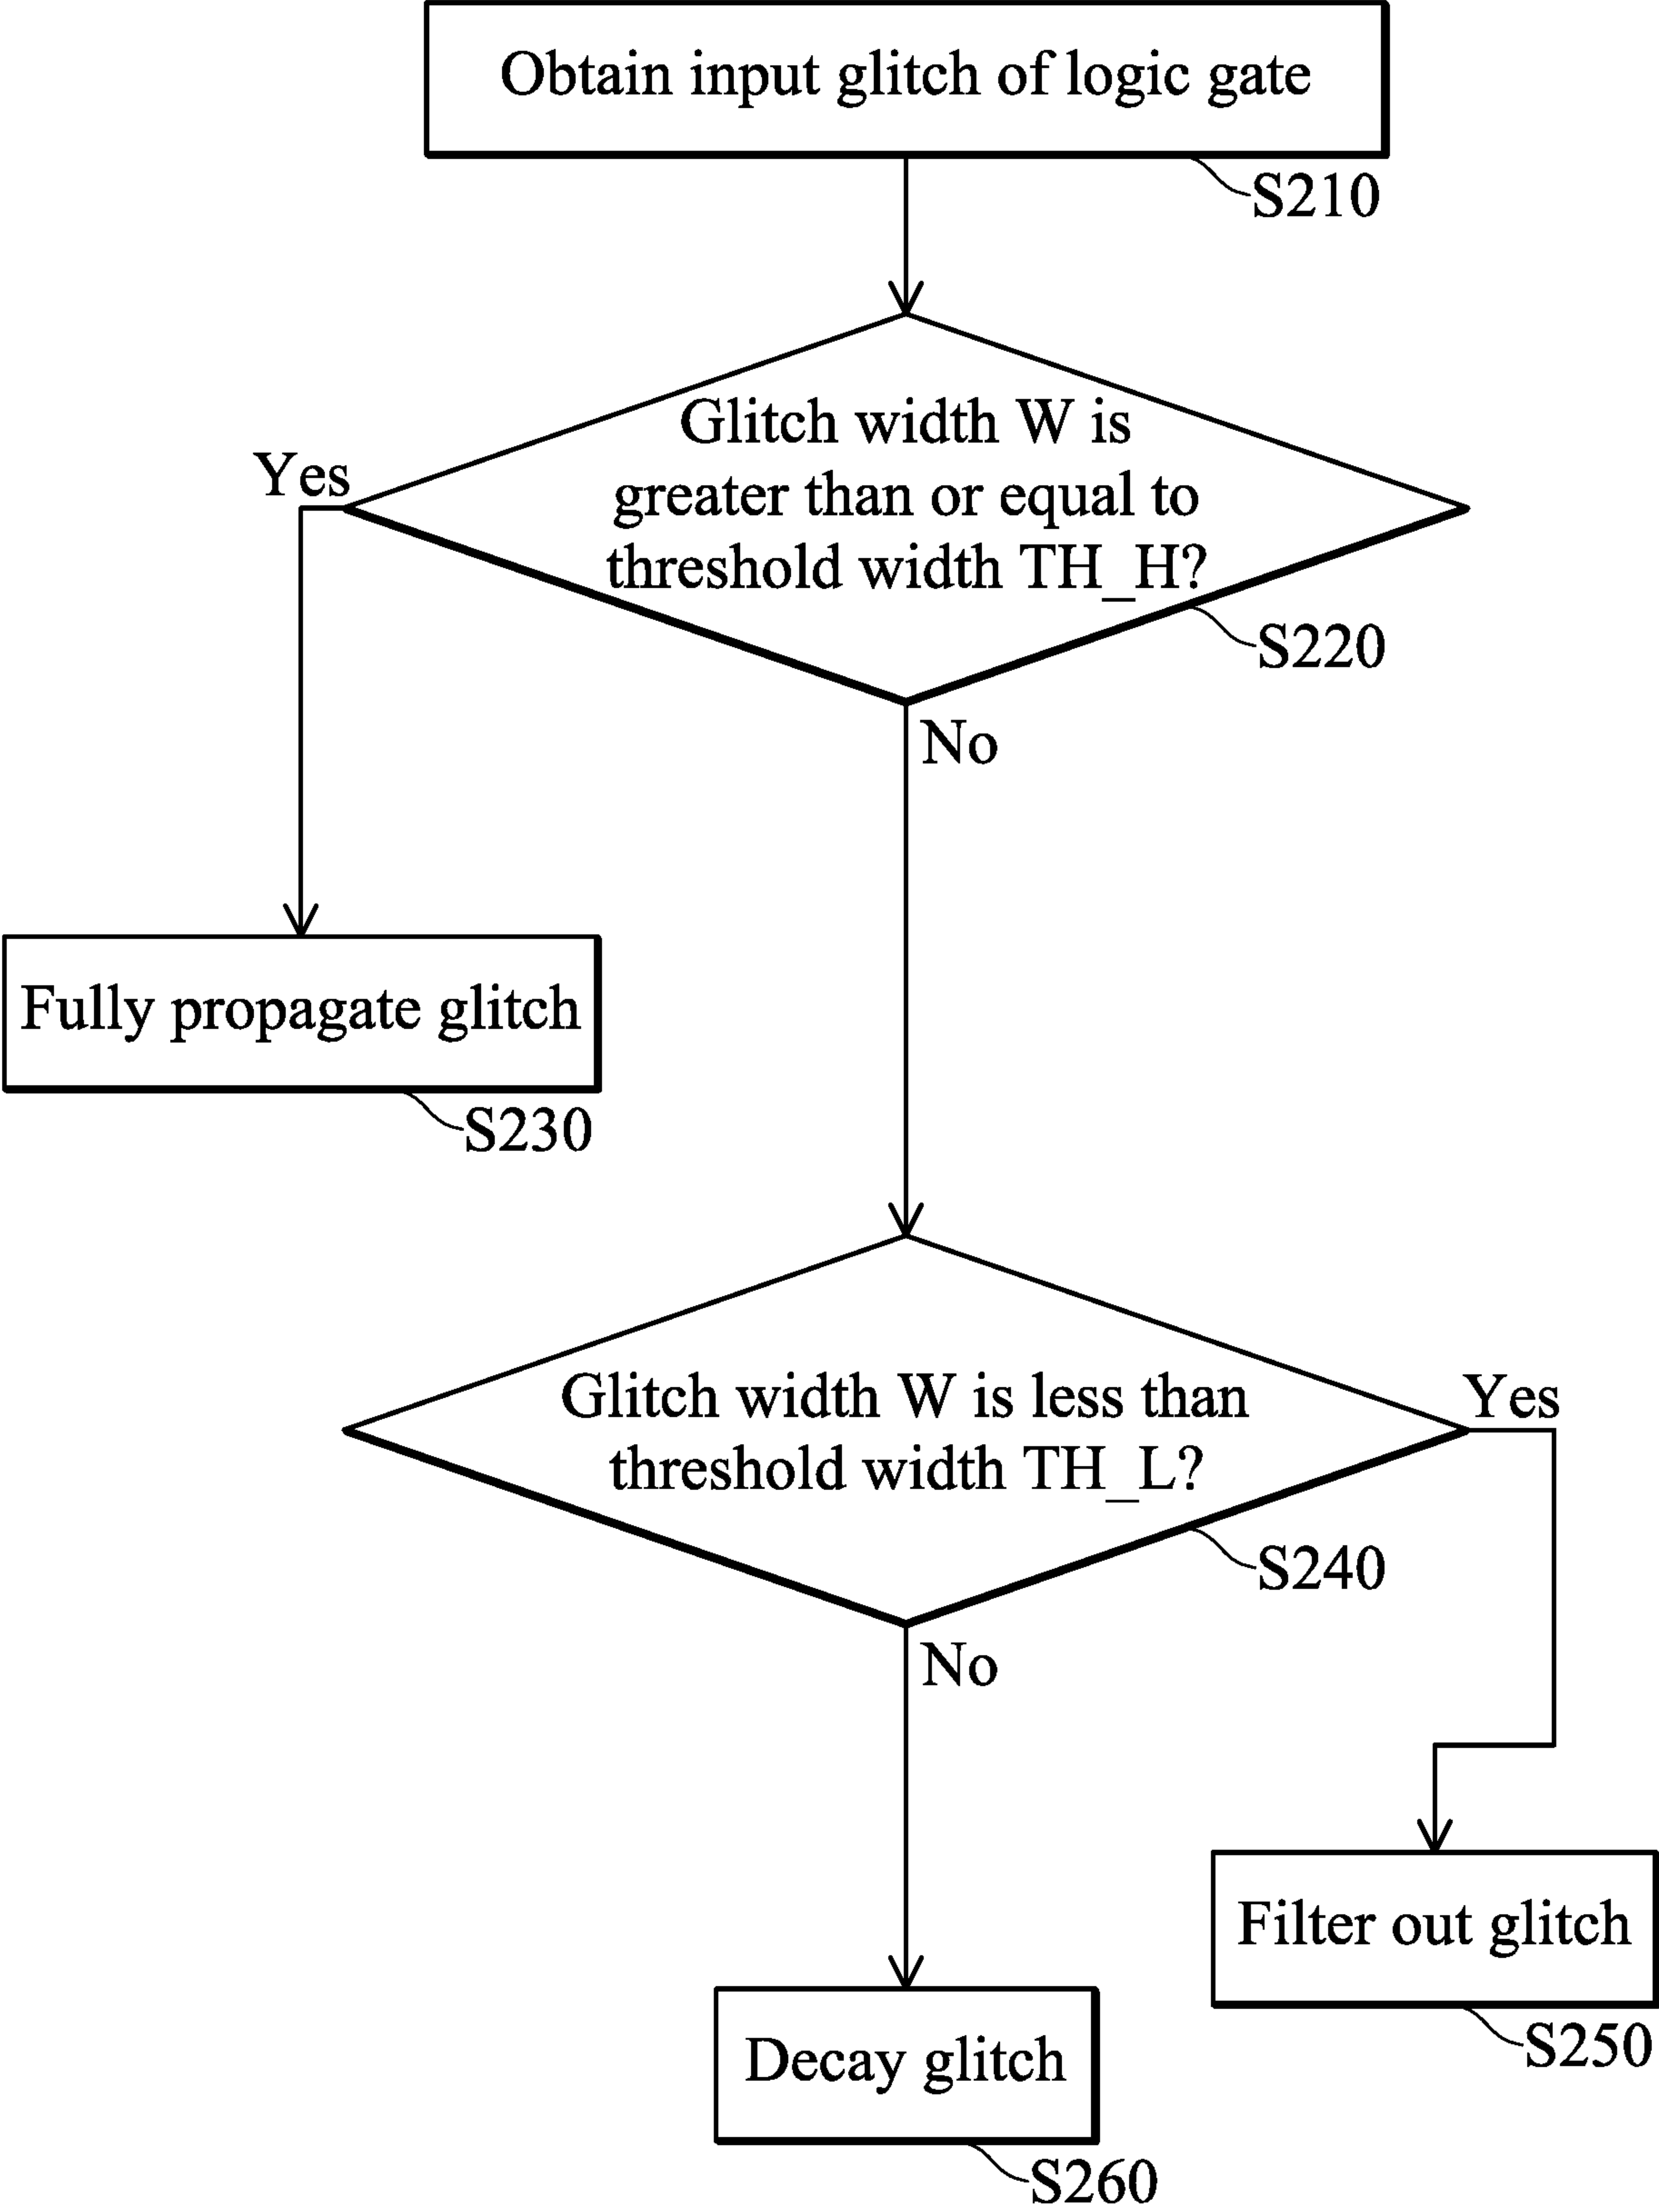 Obtain input glitch of logic gate
S210
Glitch width W is
greater than or equal to
threshold width TH_H?
Yes
S220
No
Fully propagate glitch
S230
Glitch width W is less than
threshold width TH_L?
Yes
S240
No
Filter out glitch
S250
Decay glitch
S260